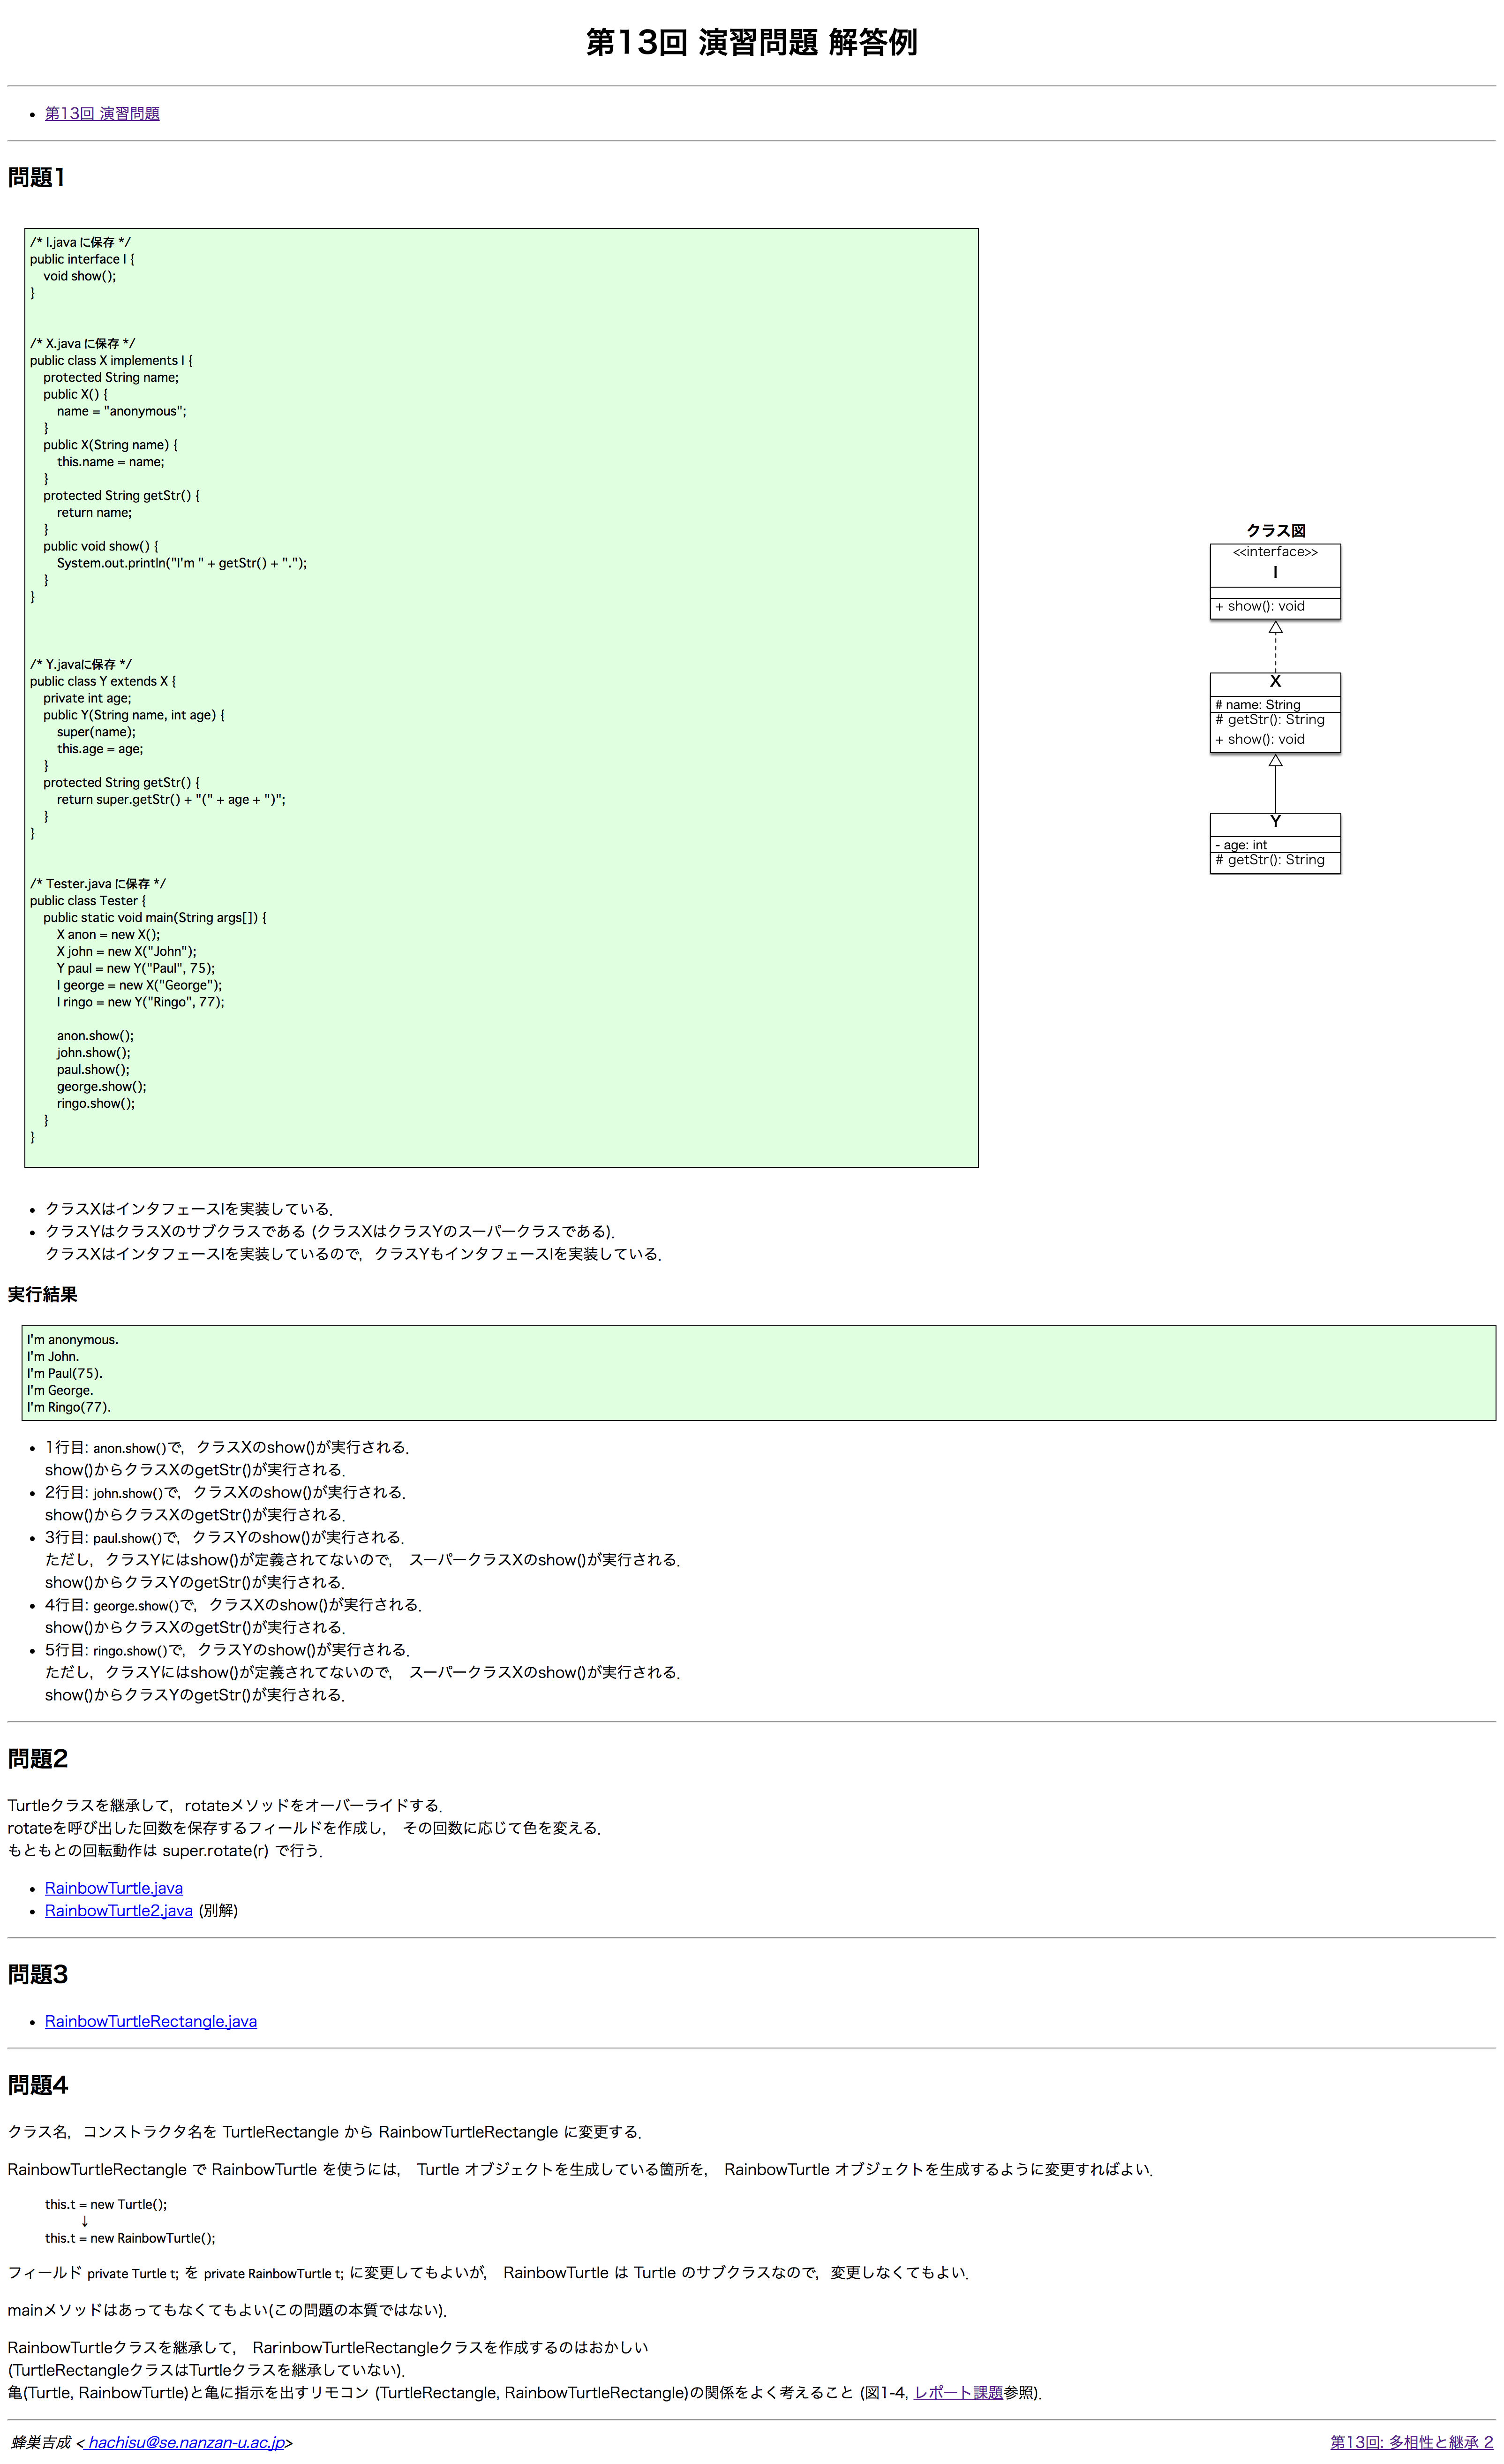 第13回 演習問題 解答例
• 第13回 演習問題
問題1
/* I.java に保存 */
public interface I {
    void show();
}
/* X.java に保存 */
public class X implements I {
    protected String name;
    public X() {
        name = "anonymous";
    }
    public X(String name) {
        this.name = name;
    }
    protected String getStr() {
        return name;
    }
    public void show() {
        System.out.println("I'm " + getStr() + ".");
    }
}
/* Y.javaに保存 */
public class Y extends X {
    private int age;
    public Y(String name, int age) {
        super(name);
        this.age = age;
    }
    protected String getStr() {
        return super.getStr() + "(" + age + ")";
    }
}
/* Tester.java に保存 */
public class Tester {
    public static void main(String args[]) {
        X anon = new X();
        X john = new X("John");
        Y paul = new Y("Paul", 75);
        I george = new X("George");
        I ringo = new Y("Ringo", 77);
        anon.show();
        john.show();
        paul.show();
        george.show();
        ringo.show();
    }
}
クラス図
<<interface>>
I
+ show(): void
X
# name: String
# getStr(): String
+ show(): void
Y
- age: int
# getStr(): String
• クラスXはインタフェースIを実装している．
• クラスYはクラスXのサブクラスである (クラスXはクラスYのスーパークラスである)．
クラスXはインタフェースIを実装しているので，クラスYもインタフェースIを実装している．
実行結果
I'm anonymous.
I'm John.
I'm Paul(75).
I'm George.
I'm Ringo(77).
• 1行目: anon.show()で，クラスXのshow()が実行される．
show()からクラスXのgetStr()が実行される．
• 2行目: john.show()で，クラスXのshow()が実行される．
show()からクラスXのgetStr()が実行される．
• 3行目: paul.show()で，クラスYのshow()が実行される．
ただし，クラスYにはshow()が定義されてないので， スーパークラスXのshow()が実行される．
show()からクラスYのgetStr()が実行される．
• 4行目: george.show()で，クラスXのshow()が実行される．
show()からクラスXのgetStr()が実行される．
• 5行目: ringo.show()で，クラスYのshow()が実行される．
ただし，クラスYにはshow()が定義されてないので， スーパークラスXのshow()が実行される．
show()からクラスYのgetStr()が実行される．
問題2
Turtleクラスを継承して，rotateメソッドをオーバーライドする．
rotateを呼び出した回数を保存するフィールドを作成し， その回数に応じて色を変える．
もともとの回転動作は super.rotate(r) で行う．
• RainbowTurtle.java
• RainbowTurtle2.java (別解)
問題3
• RainbowTurtleRectangle.java
問題4
クラス名，コンストラクタ名を TurtleRectangle から RainbowTurtleRectangle に変更する．
RainbowTurtleRectangle で RainbowTurtle を使うには， Turtle オブジェクトを生成している箇所を， RainbowTurtle オブジェクトを生成するように変更すればよい．
this.t = new Turtle();
↓
this.t = new RainbowTurtle();
フィールド private Turtle t; を private RainbowTurtle t; に変更してもよいが， RainbowTurtle は Turtle のサブクラスなので，変更しなくてもよい．
mainメソッドはあってもなくてもよい(この問題の本質ではない)．
RainbowTurtleクラスを継承して， RarinbowTurtleRectangleクラスを作成するのはおかしい
(TurtleRectangleクラスはTurtleクラスを継承していない)．
亀(Turtle, RainbowTurtle)と亀に指示を出すリモコン (TurtleRectangle, RainbowTurtleRectangle)の関係をよく考えること (図1-4, レポート課題参照)．
蜂巣吉成 < hachisu@se.nanzan-u.ac.jp>
第13回: 多相性と継承 2